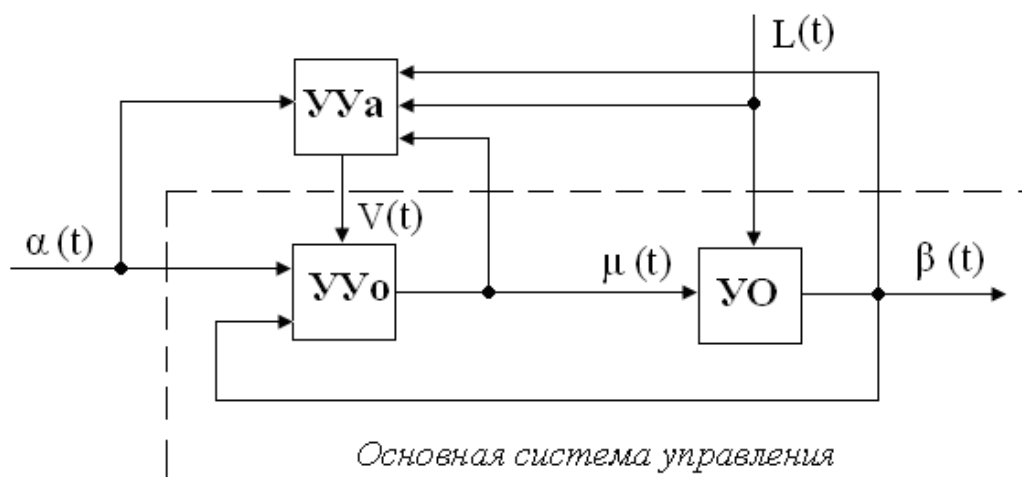 L(t)
УУа
V(t)
α (t)
УУо
μ (t)
УО
β (t)
Основная система управления